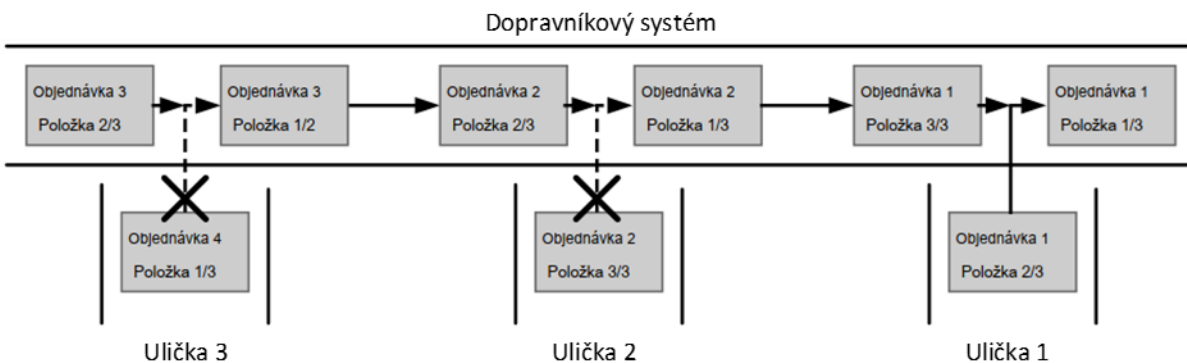 Dopravníkový systém
Objednávka 3
Položka 2/3
Objednávka 3
Položka 1/2
Objednávka 2
Položka 2/3
Objednávka 2
Položka 1/3
Objednávka 1
Položka 3/3
Objednávka 1
Položka 1/3
Objednávka 4
Položka 1/3
Objednávka 2
Položka 3/3
Objednávka 1
Položka 2/3
Ulička 3
Ulička 2
Ulička 1